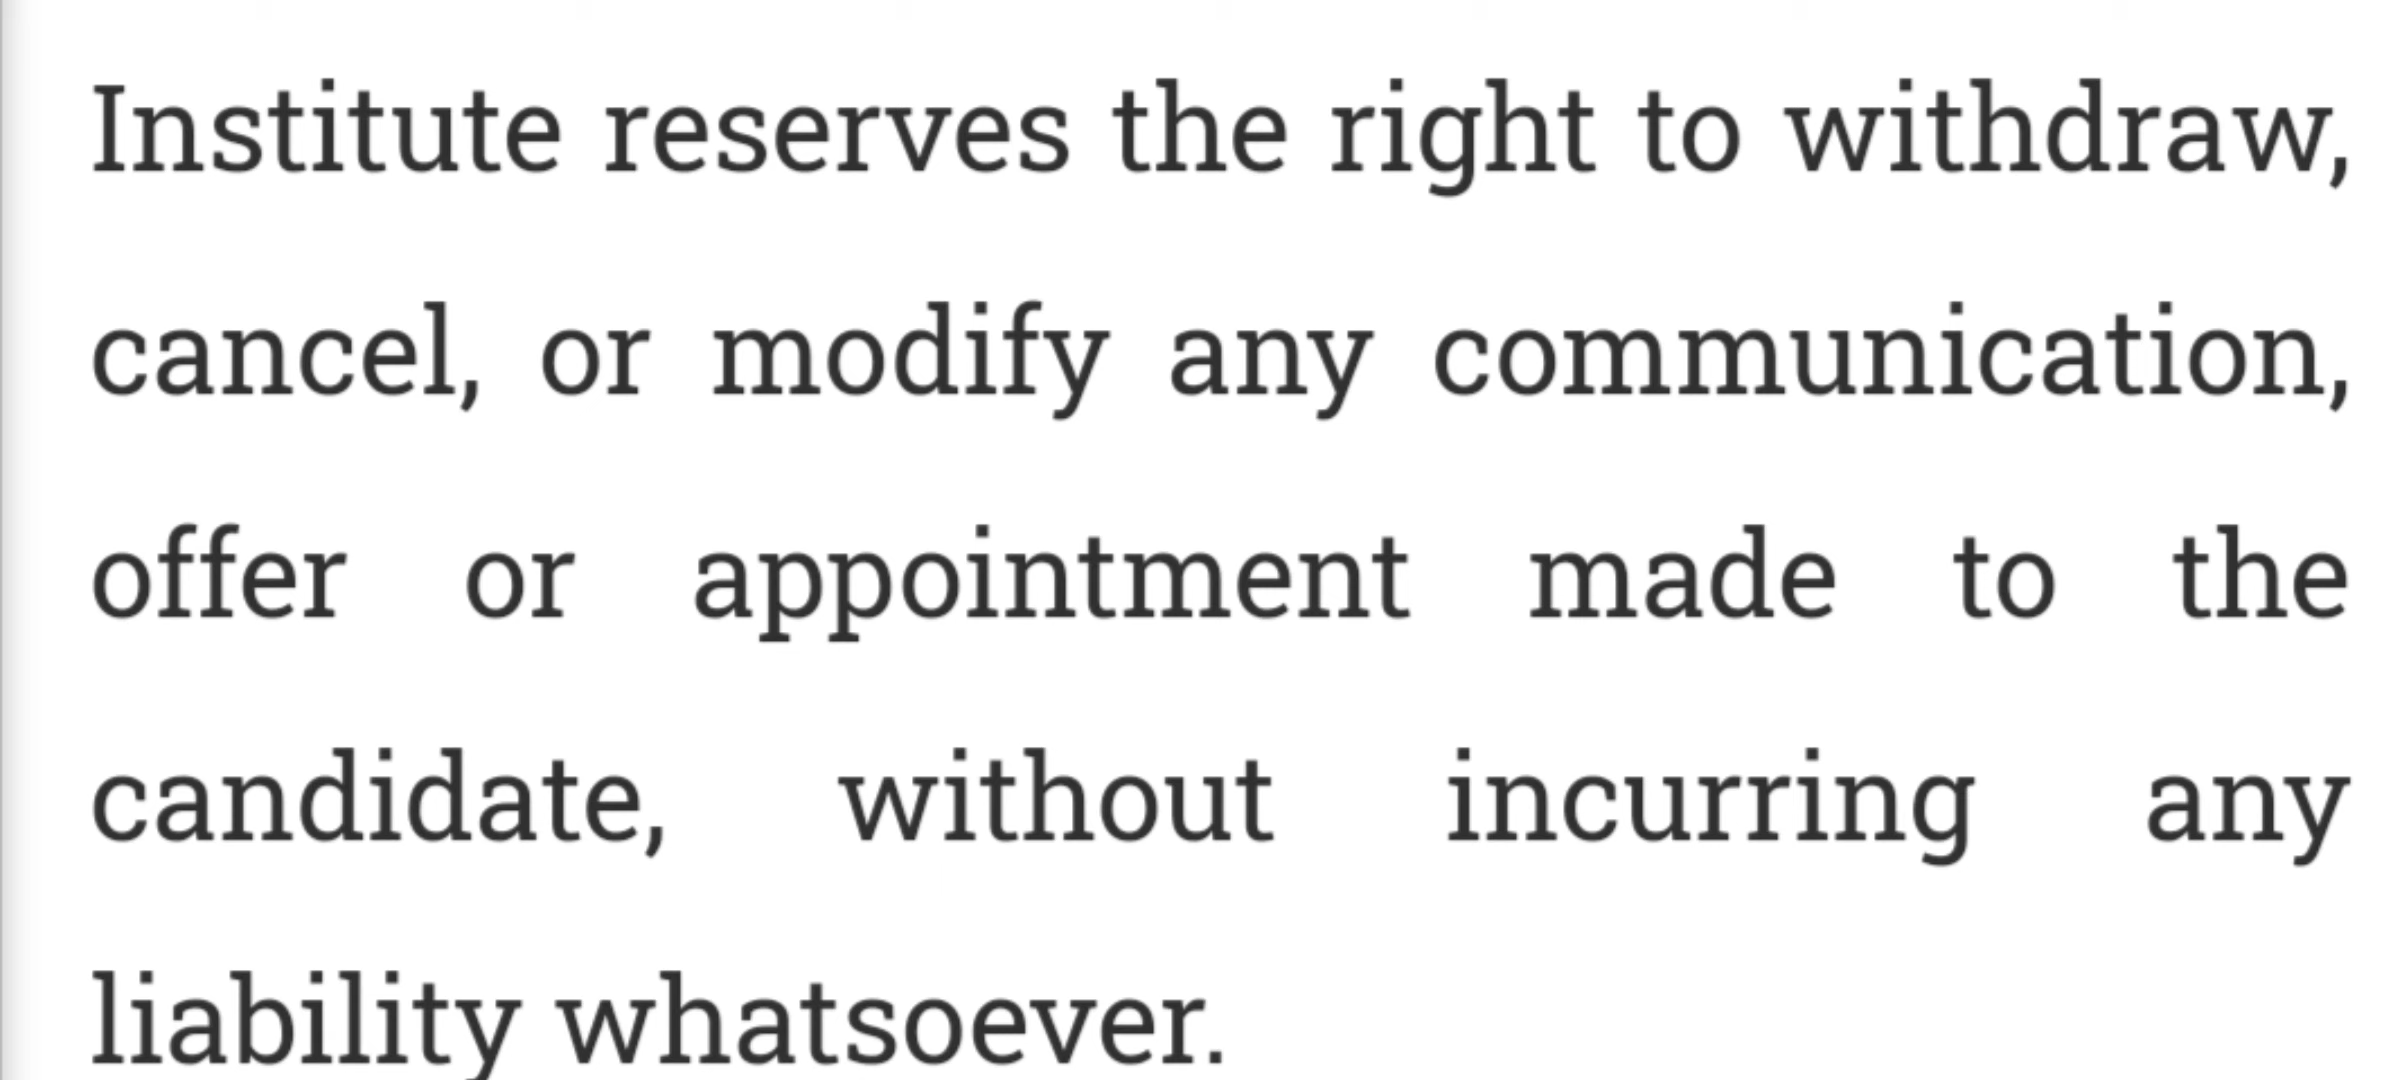 Institute reserves the right to withdraw,
cancel, or modify any communication,
offer or appointment made to the
candidate, without incurring any
liability whatsoever.